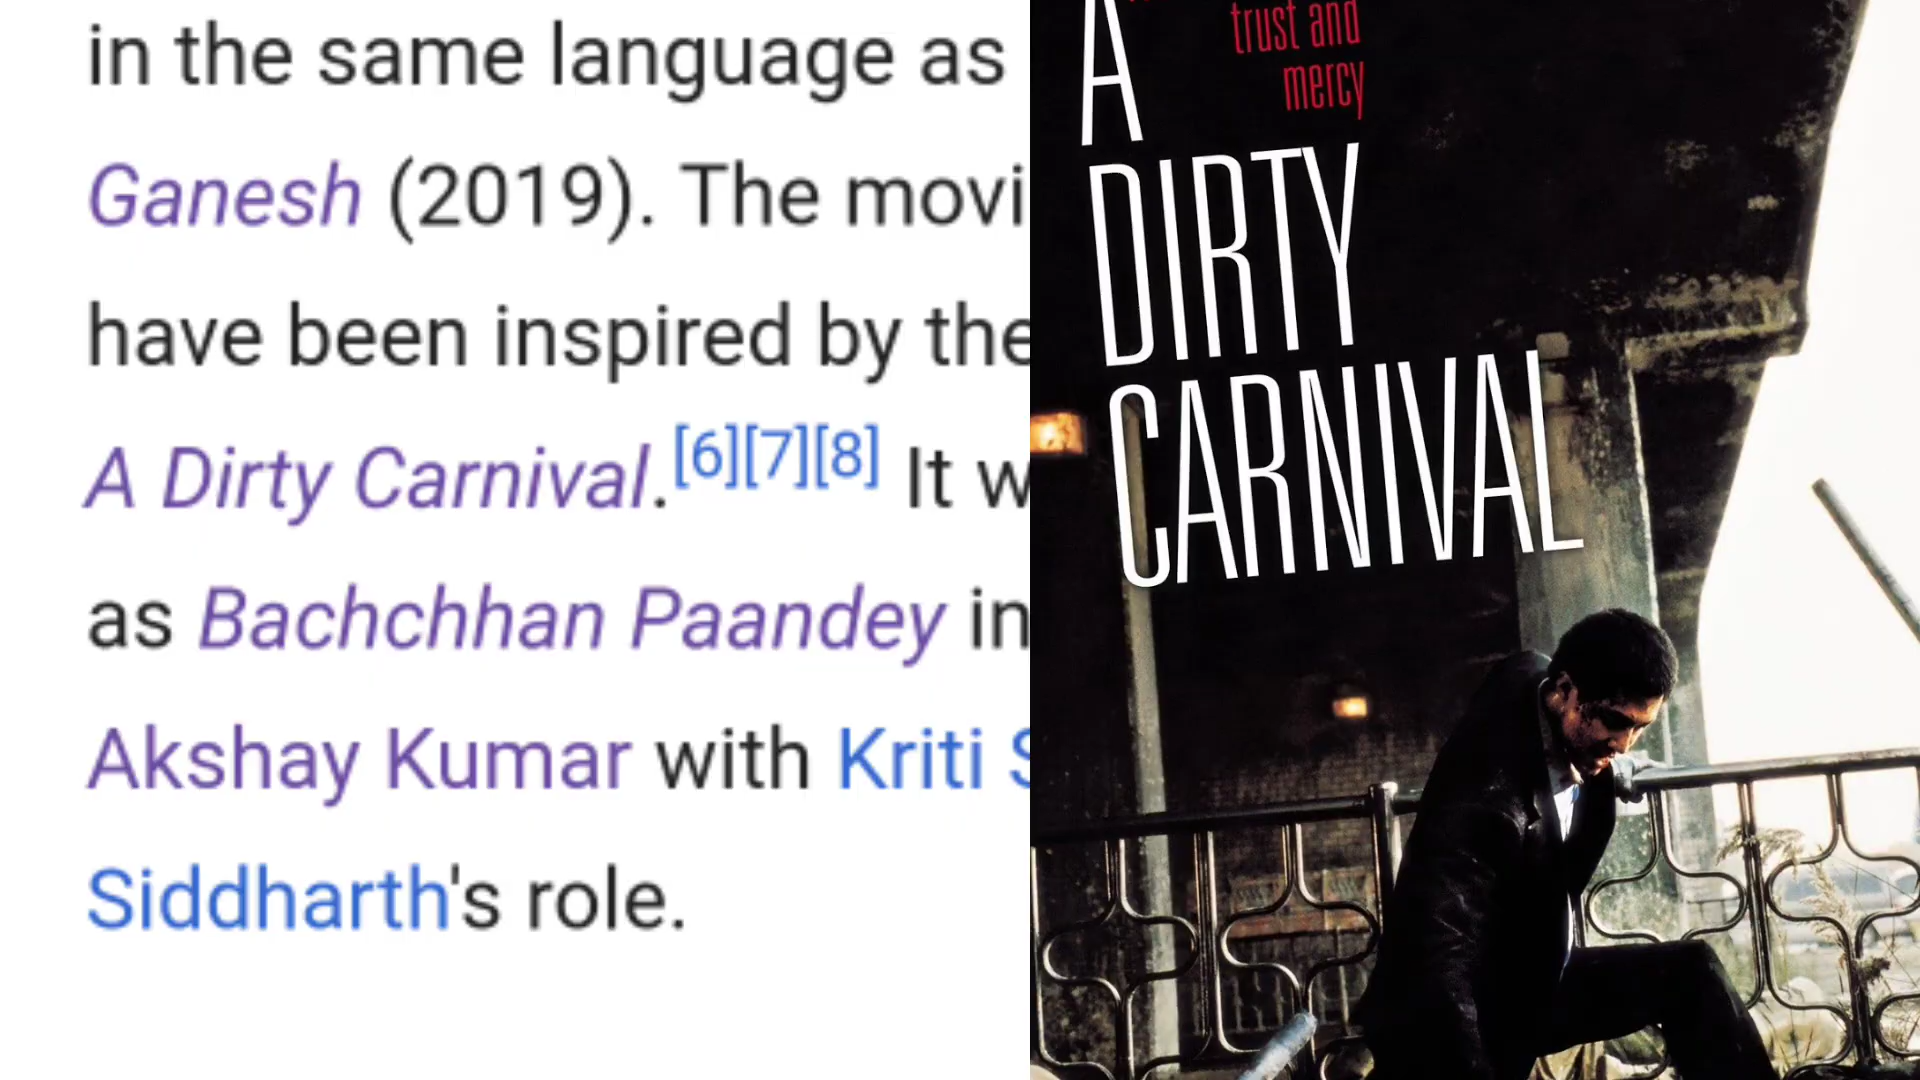 in the same language as
Ganesh (2019). The movi
have been inspired by the
A Dirty Carnival.[6][7][8] It w
as Bachchhan Paandey in
Akshay Kumar with Kriti S
Siddharth's role.
trust and
mercy
A
DIRTY
CARNIVAL